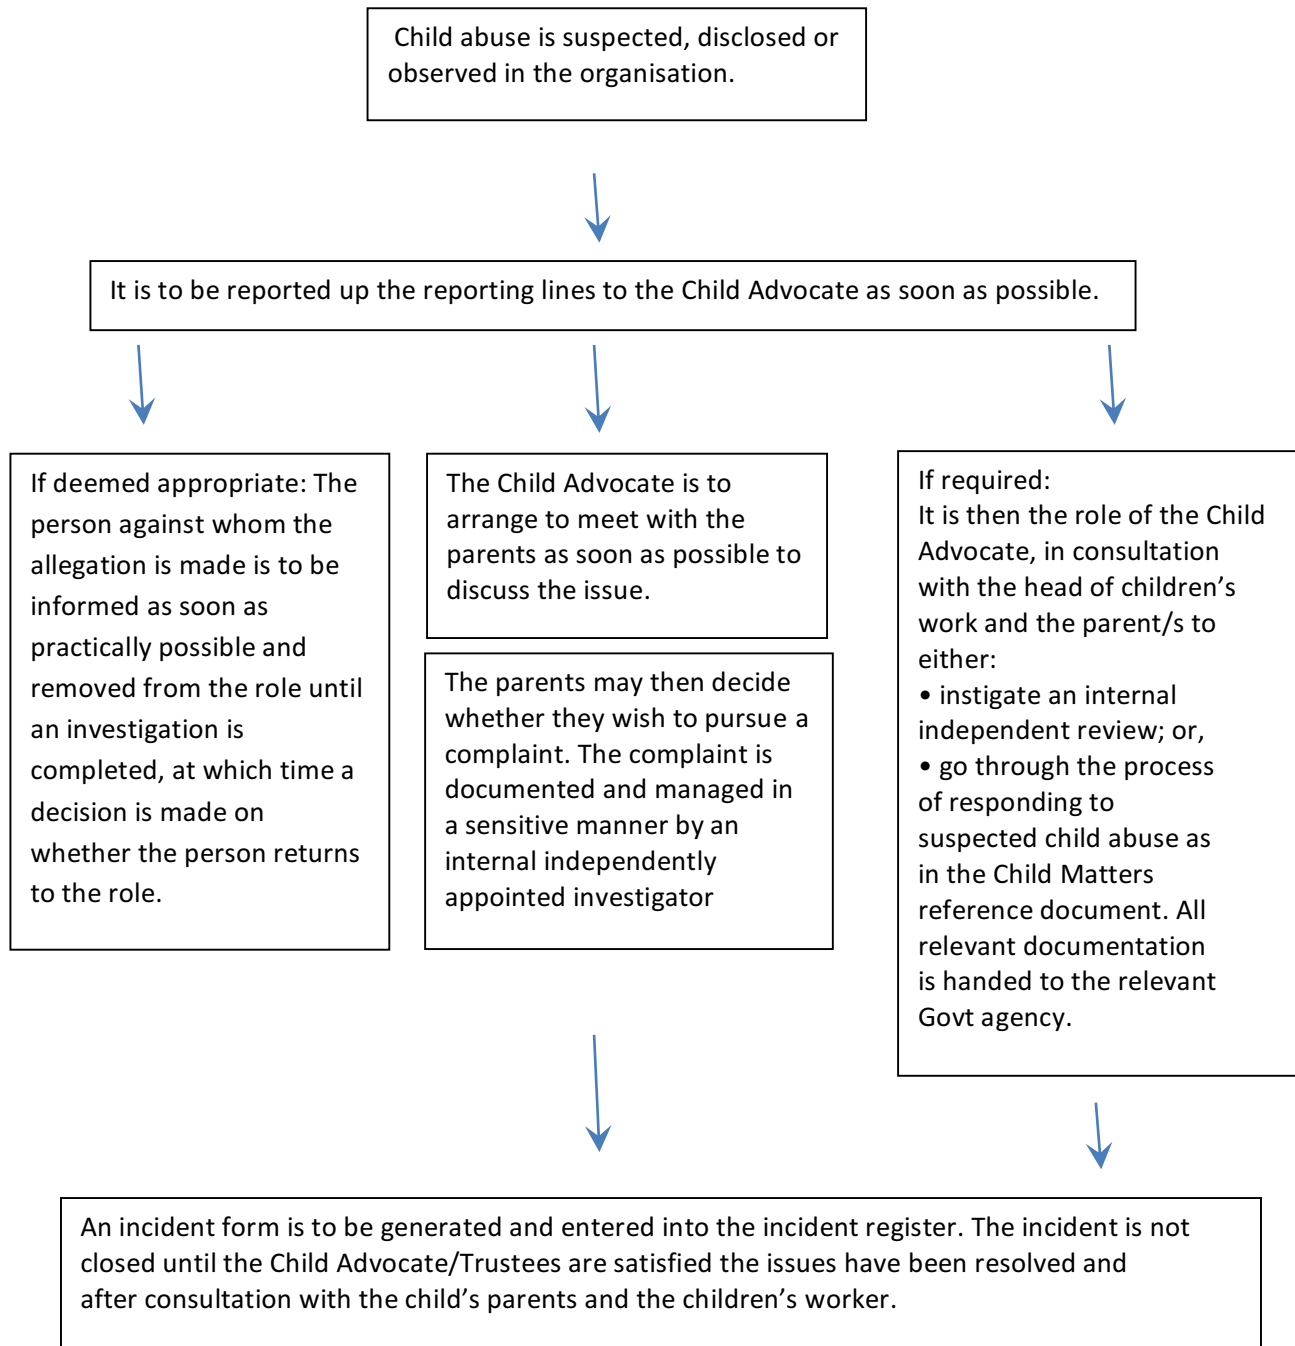 Child abuse is suspected, disclosed or
observed in the organisation.
It is to be reported up the reporting lines to the Child Advocate as soon as possible.
If deemed appropriate: The
person against whom the
allegation is made is to be
informed as soon as
practically possible and
removed from the role until
an investigation is
completed, at which time a
decision is made on
whether the person returns
to the role.
The Child Advocate is to
arrange to meet with the
parents as soon as possible to
discuss the issue.
The parents may then decide
whether they wish to pursue a
complaint. The complaint is
documented and managed in
a sensitive manner by an
internal independently
appointed investigator
If required:
It is then the role of the Child
Advocate, in consultation
with the head of children’s
work and the parent/s to
either:
• instigate an internal
independent review; or,
• go through the process
of responding to
suspected child abuse as
in the Child Matters
reference document. All
relevant documentation
is handed to the relevant
Govt agency.
An incident form is to be generated and entered into the incident register. The incident is not
closed until the Child Advocate/Trustees are satisfied the issues have been resolved and
after consultation with the child’s parents and the children’s worker.